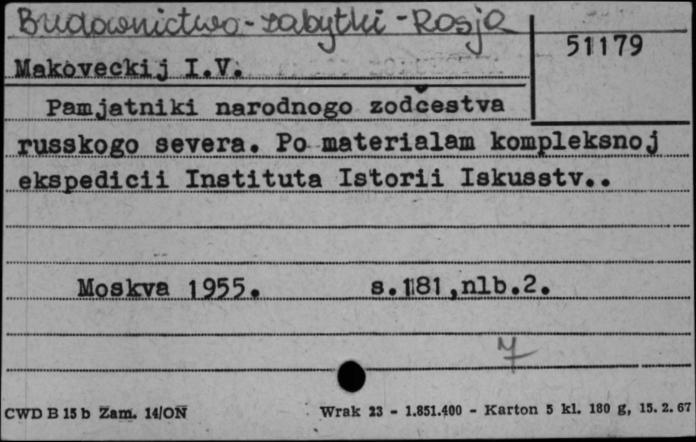 Budownictwo - zabytki - Rosja
51179
Makoveckij I.V.
Pamjatniki narodnogo zodčestva
russkogo severa. Po materialam kompleksnoj
ekspedicii Instituta Istorii Iskusstv..
Moskva 1955. s.181,nlb.2.
7
CWD B 15 b Zam. 14/ON Wrak 23 - 1.851.400 - Karton 5 kl. 180 g, 15. 2. 67